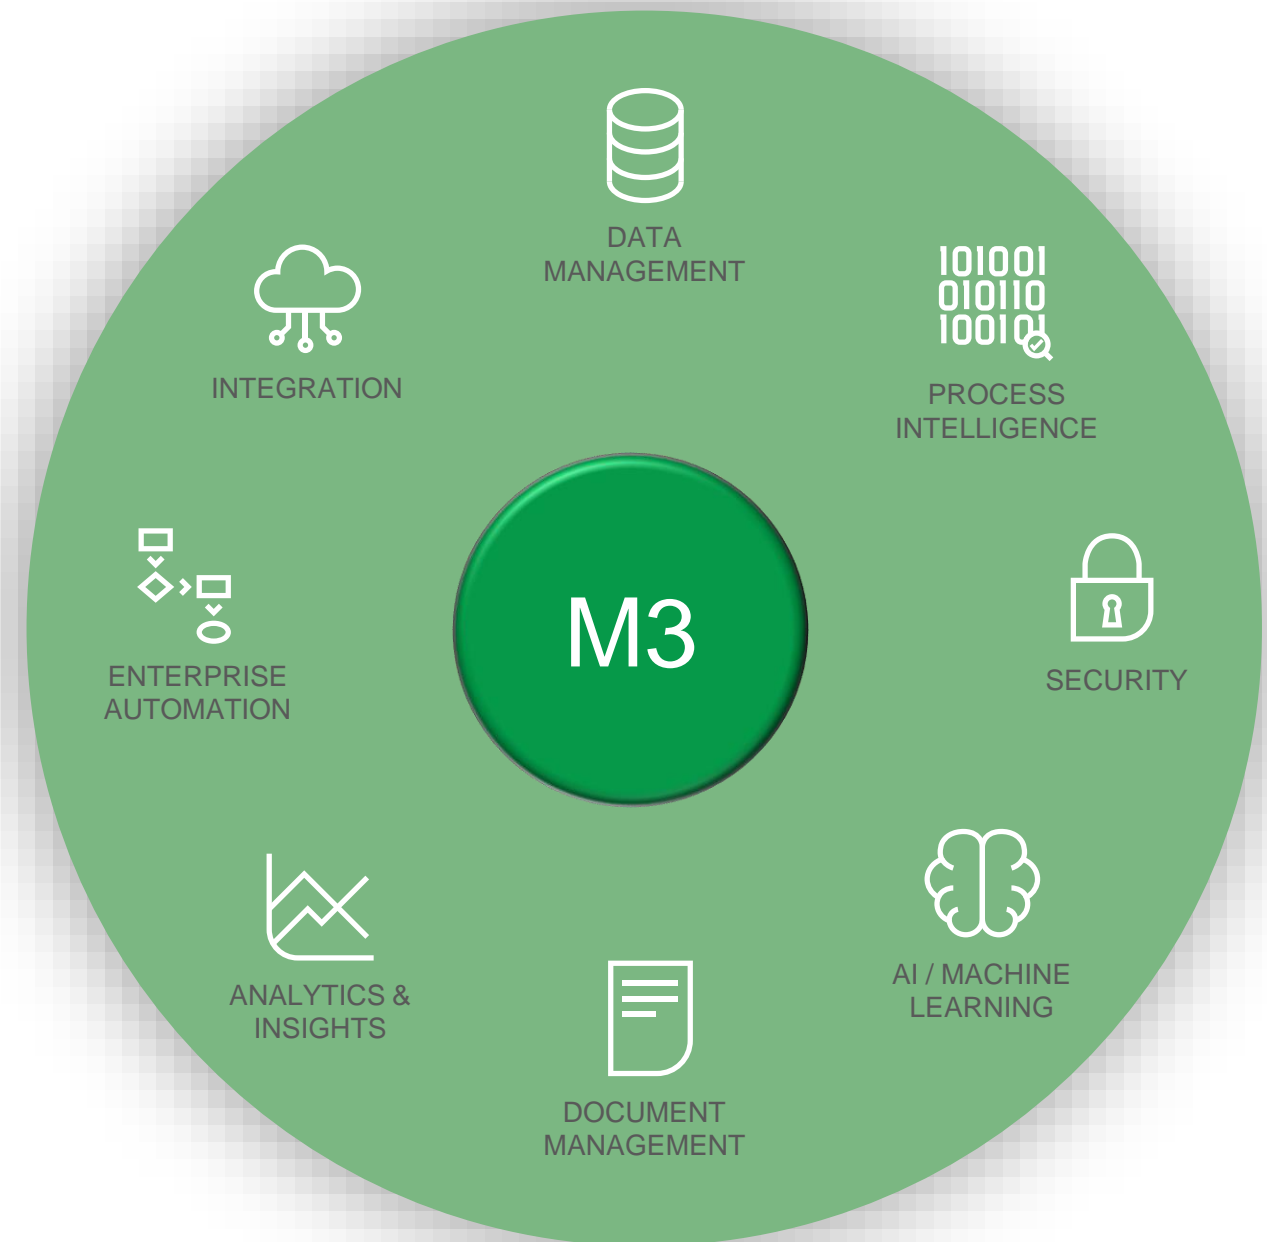 DATA
MANAGEMENT
101001
010110
100101
PROCESS
INTELLIGENCE
INTEGRATION
M3
SECURITY
ENTERPRISE
AUTOMATION
AI / MACHINE
LEARNING
ANALYTICS &
INSIGHTS
DOCUMENT
MANAGEMENT